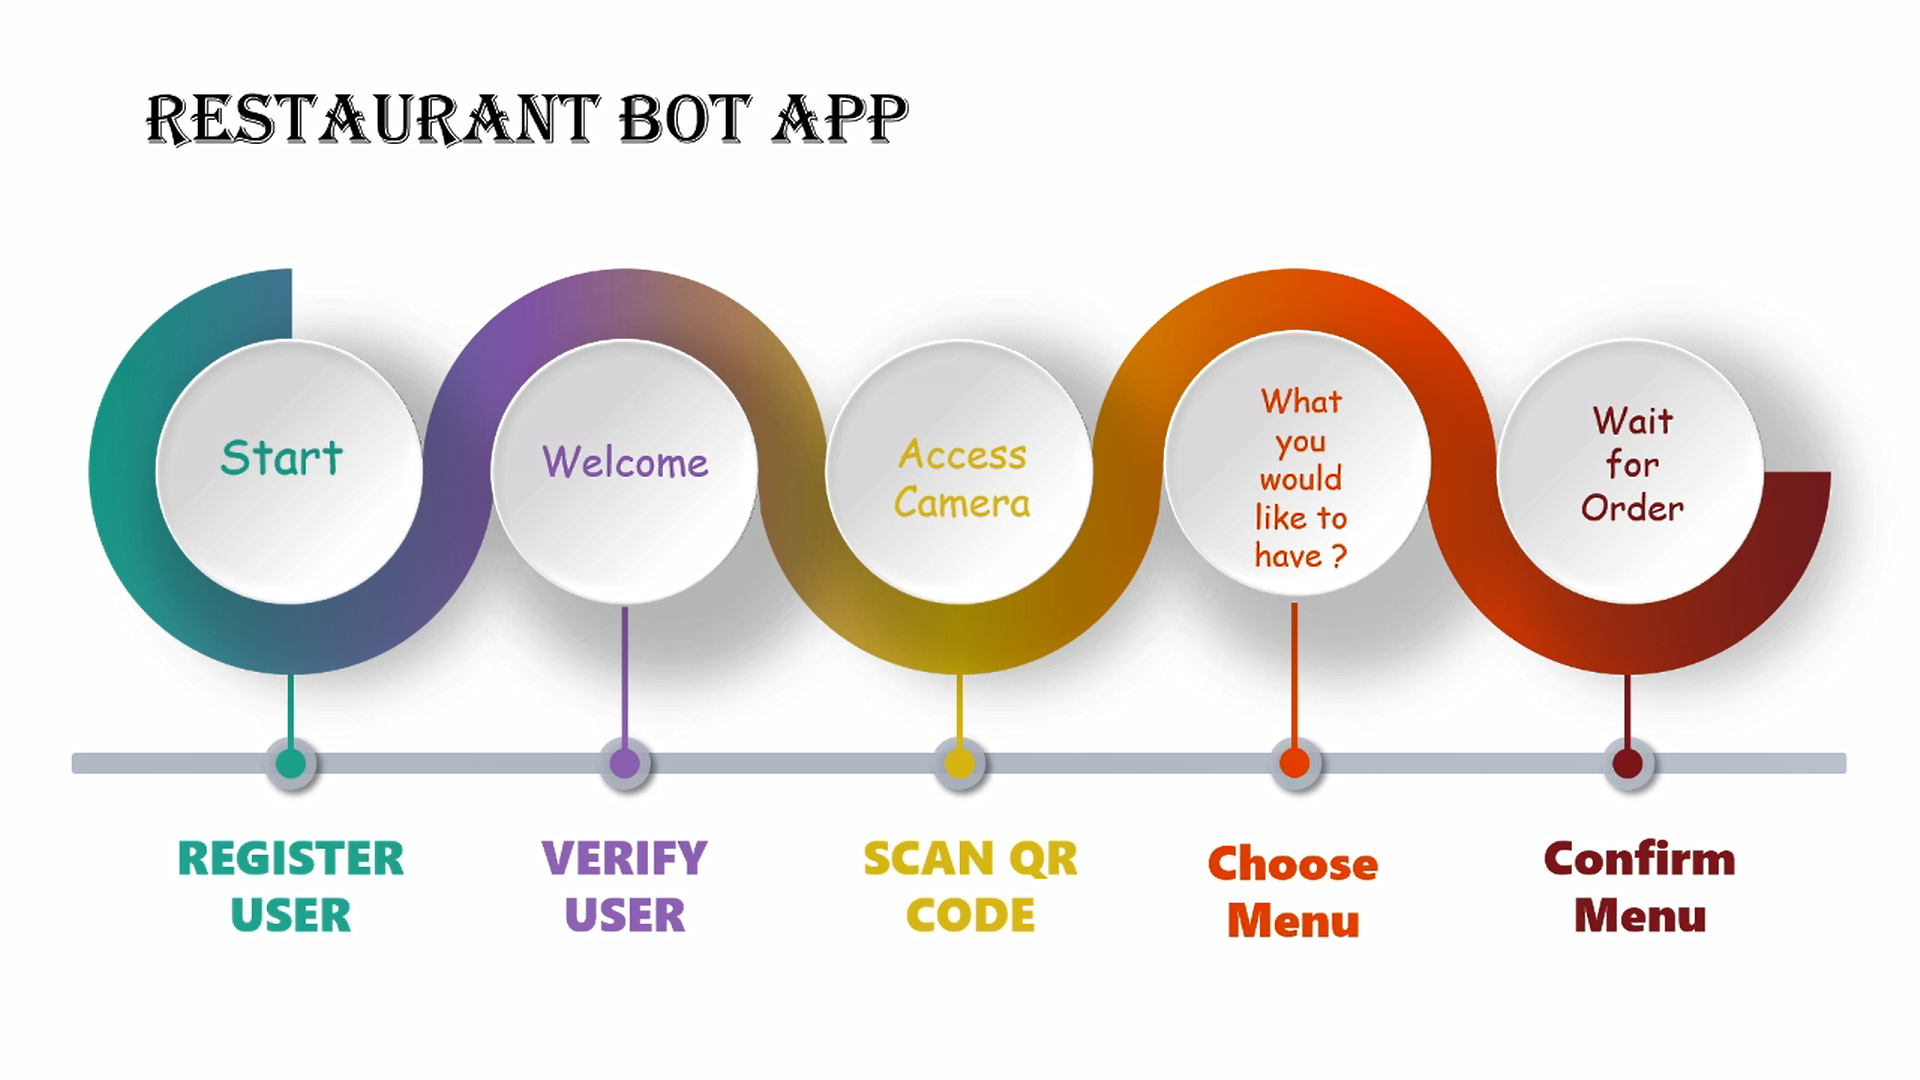 RESTAURANT BOT APP
Start
Welcome
Access
Camera
What
you
would
like to
have ?
Wait
for
Order
REGISTER
USER
VERIFY
USER
SCAN QR
CODE
Choose
Menu
Confirm
Menu